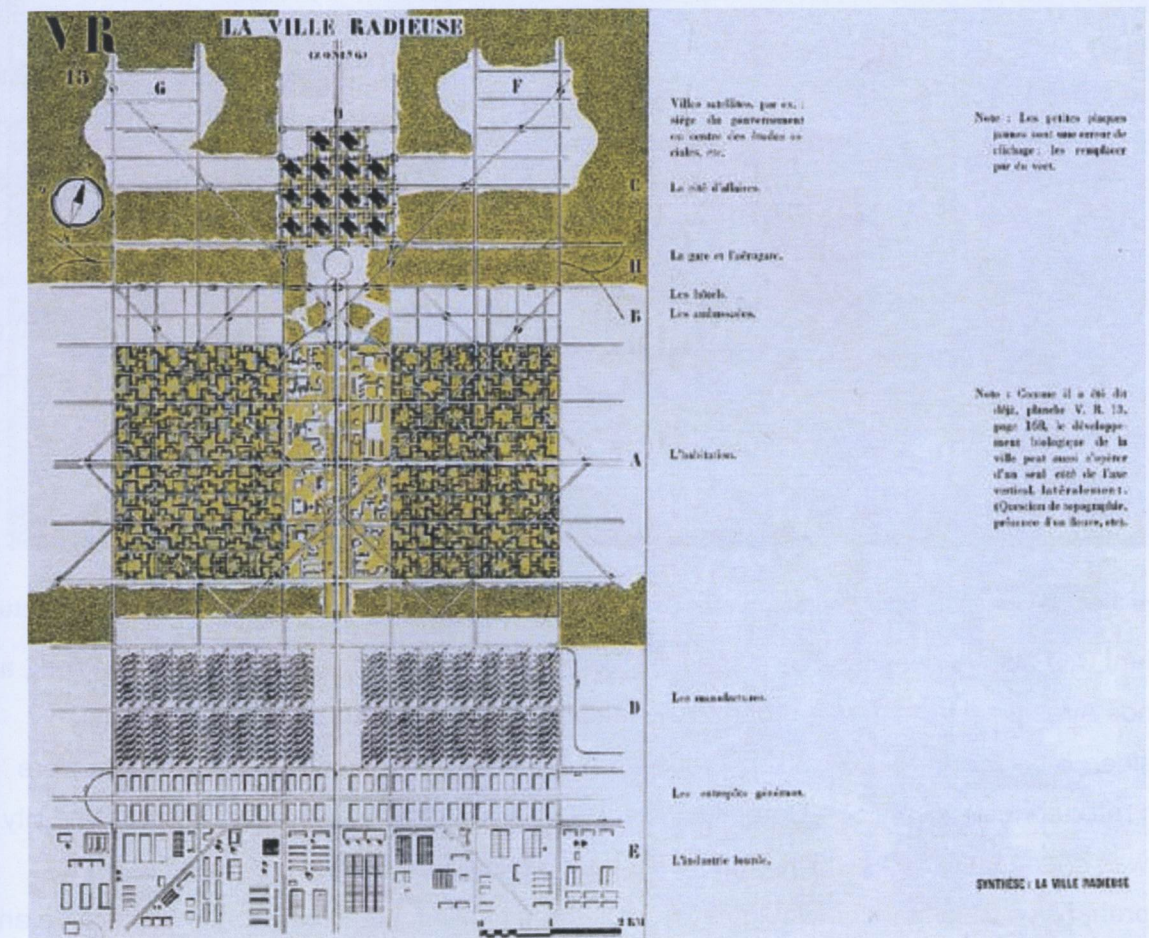 VR
15
LA VILLE RADIEUSE
(ZONING)
G
F
C
H
B
A
D
E
0 1 2 KM
Villes satellites, par ex. :
siège du gouvernement
ou centre des études so-
ciales, etc.
La cité d'affaires.
La gare et l'aérogare.
Les hôtels.
Les ambassades.
L'habitation.
Les manufactures.
Les entrepôts généraux.
L'industrie lourde.
Note : Les petites plaques
jaunes sont une erreur de
clichage : les remplacer
par du vert.
Note : Comme il a été dit
déjà, planche V. R. 13,
page 168, le développe-
ment biologique de la
ville peut aussi s'opérer
d'un seul côté de l'axe
vertical, latéralement.
(Question de topographie,
présence d'un fleuve, etc).
SYNTHÈSE : LA VILLE RADIEUSE